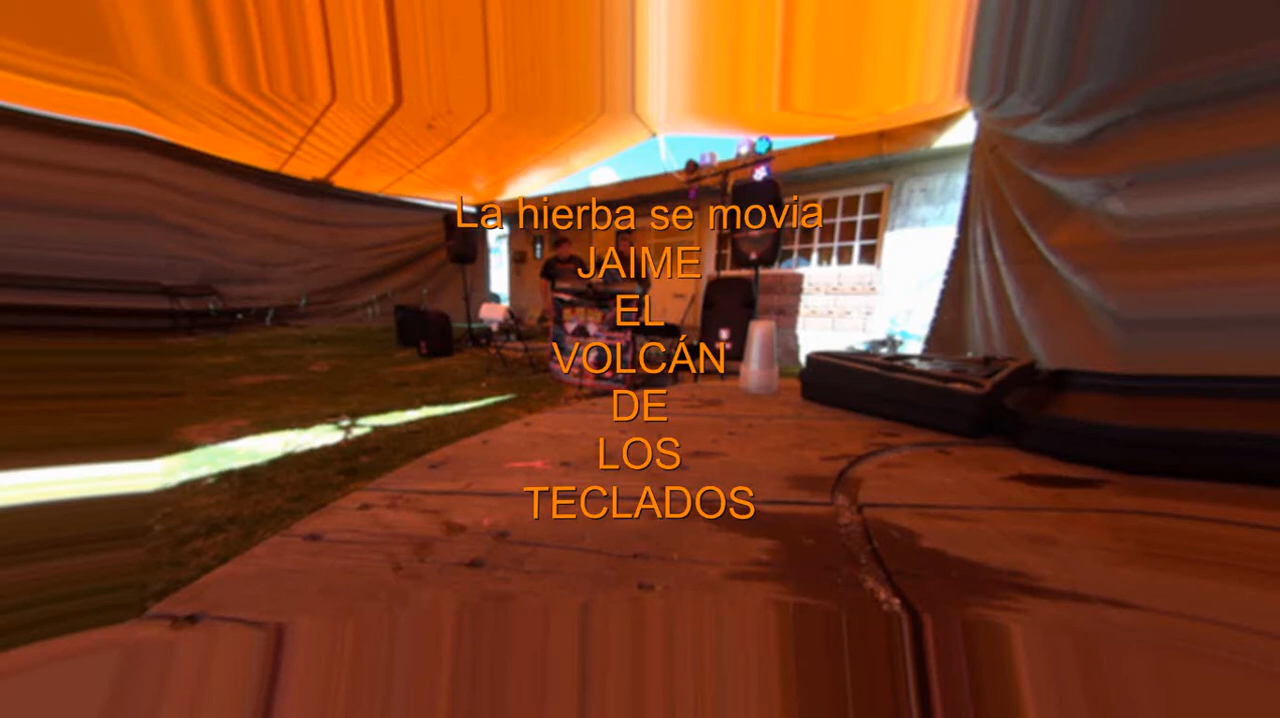 La hierba se movia
JAIME
EL
VOLCÁN
DE
LOS
TECLADOS